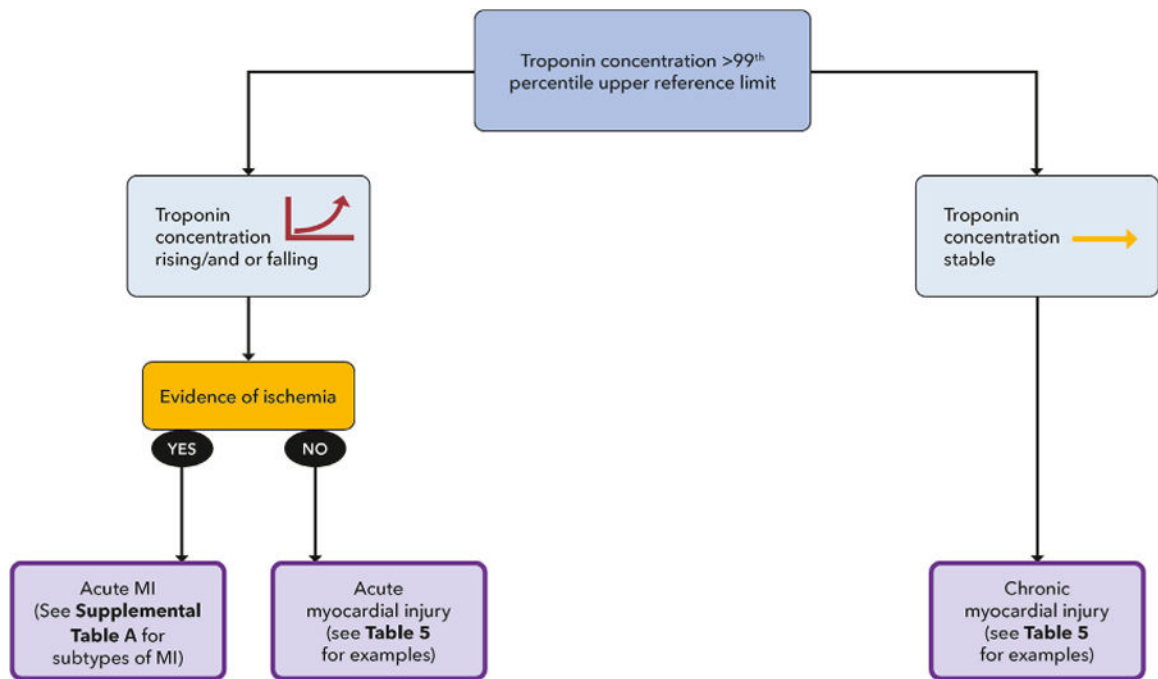 Troponin concentration >99th
percentile upper reference limit
Troponin
concentration
rising/and or falling
Troponin
concentration
stable
Evidence of ischemia
YES
NO
Acute MI
(See Supplemental
Table A for
subtypes of MI)
Acute
myocardial injury
(see Table 5
for examples)
Chronic
myocardial injury
(see Table 5
for examples)